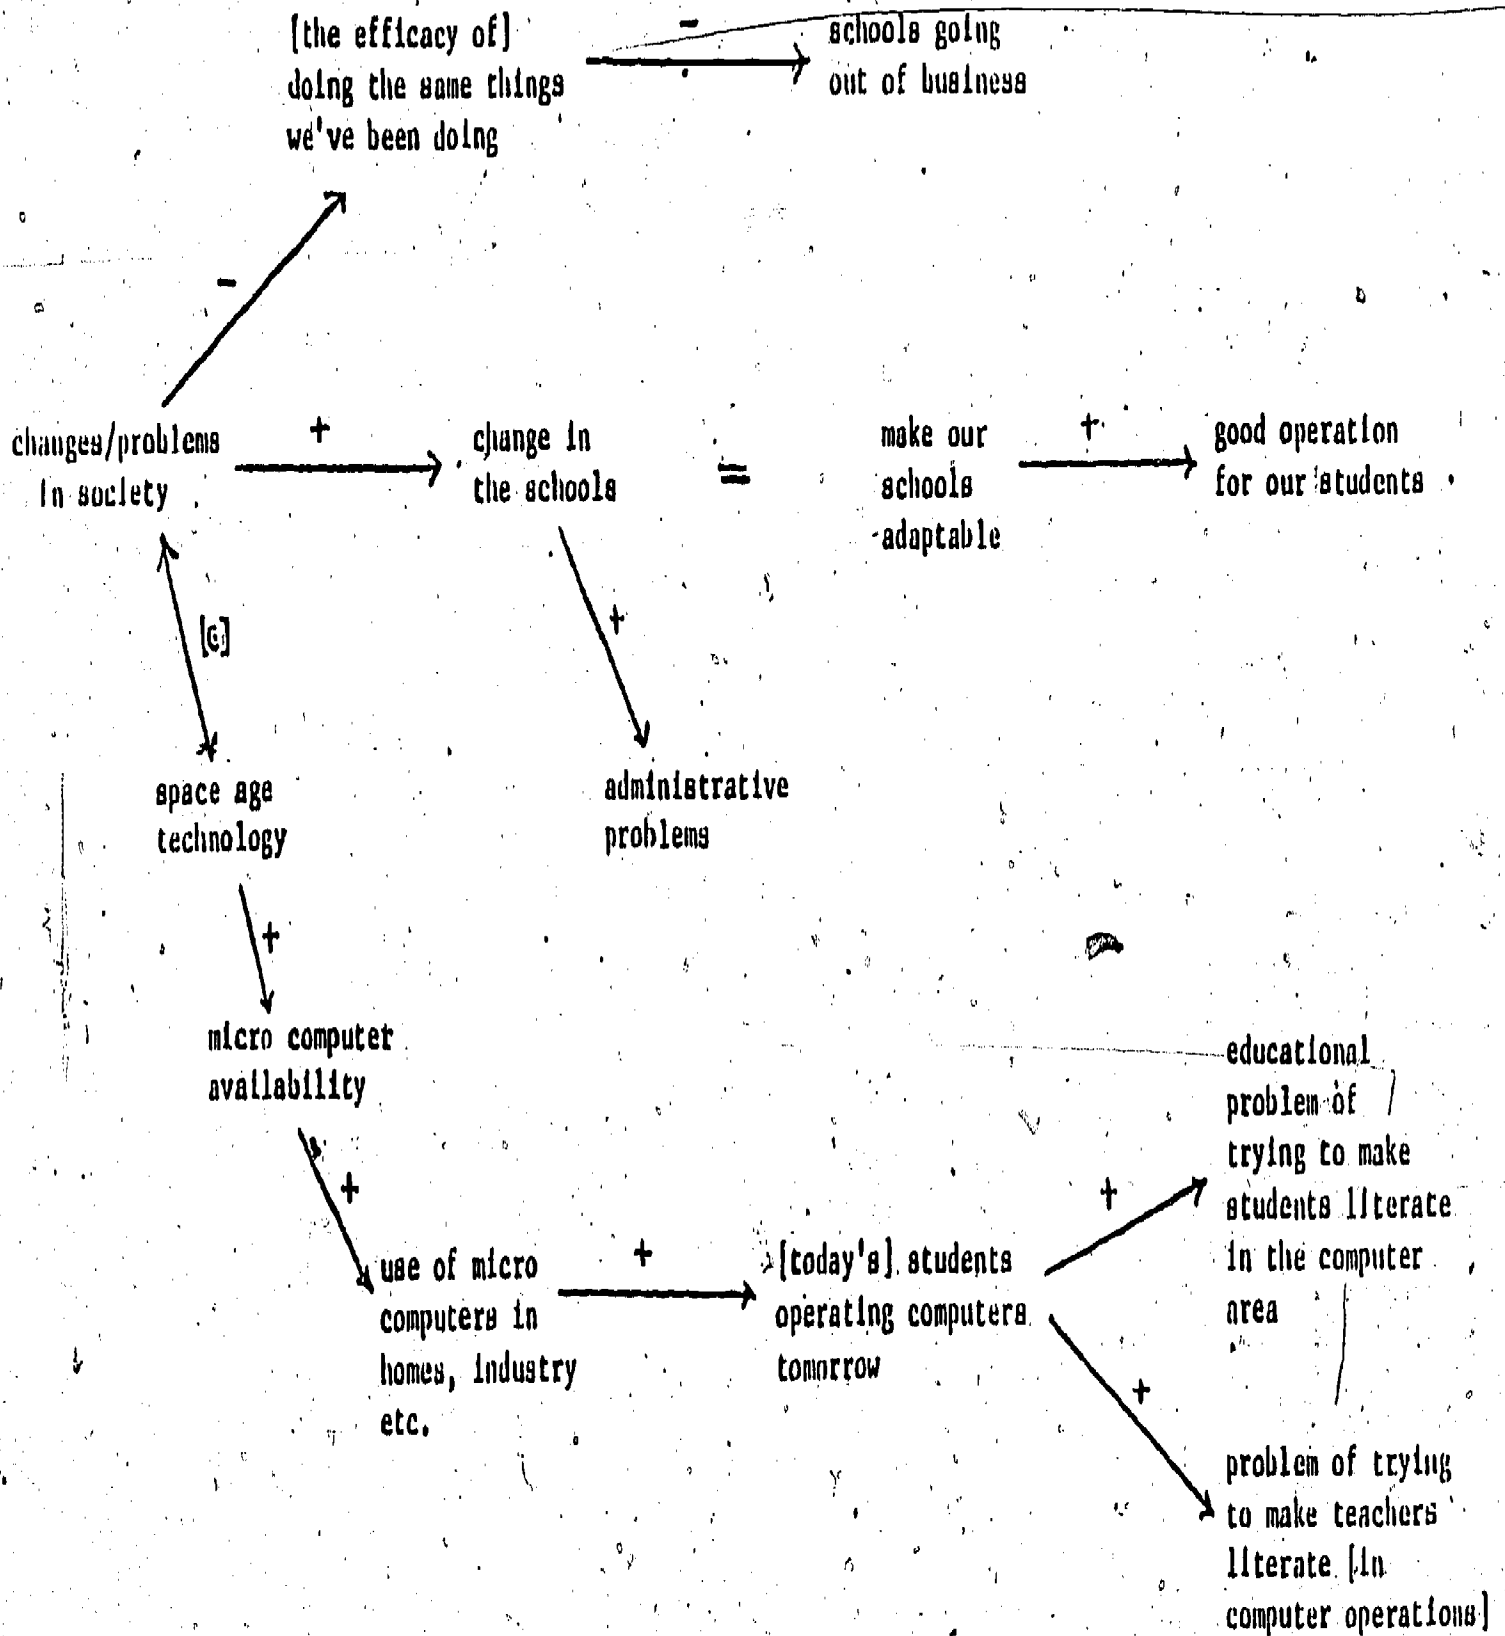 [the efficacy of]
doing the same things
we've been doing
-
schools going
out of business
-
changes/problems
in society
+
change in
the schools
=
make our
schools
adaptable
+
good operation
for our students
[G]
+
space age
technology
administrative
problems
+
micro computer
availability
+
use of micro
computers in
homes, industry
etc.
+
[today's] students
operating computers
tomorrow
+
educational
problem of
trying to make
students literate
in the computer
area
+
problem of trying
to make teachers
literate [in
computer operations]